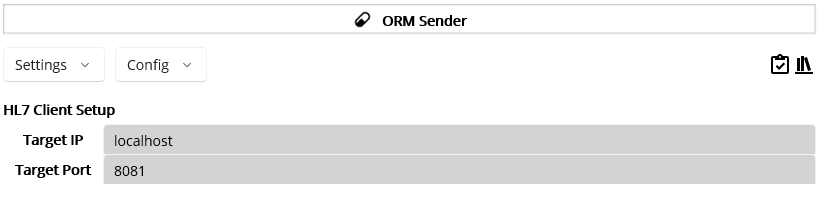 ORM Sender
Settings Config
HL7 Client Setup
Target IP localhost
Target Port 8081